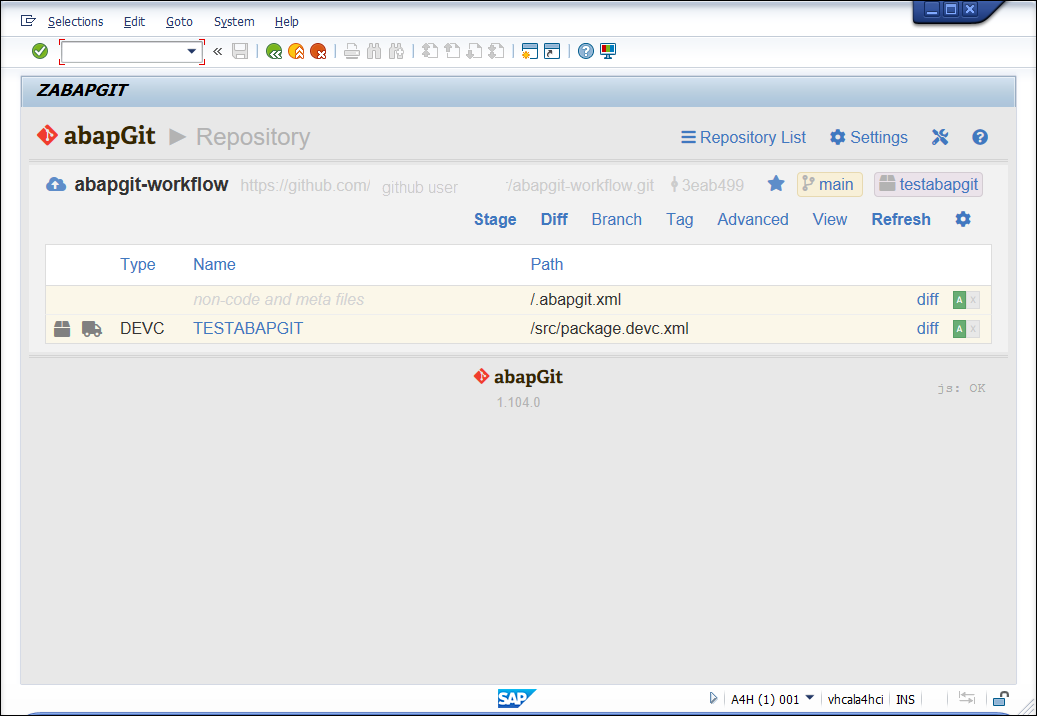 Selections Edit Goto System Help
«
ZABAPGIT
abapGit Repository Repository List Settings
abapgit-workflow https://github.com/ github user /abapgit-workflow.git 3eab499 main testabapgit
Stage Diff Branch Tag Advanced View Refresh
Type Name Path
non-code and meta files /.abapgit.xml diff A X
DEVC TESTABAPGIT /src/package.devc.xml diff A X
abapGit
1.104.0
js: OK
SAP A4H (1) 001 vhcala4hci INS